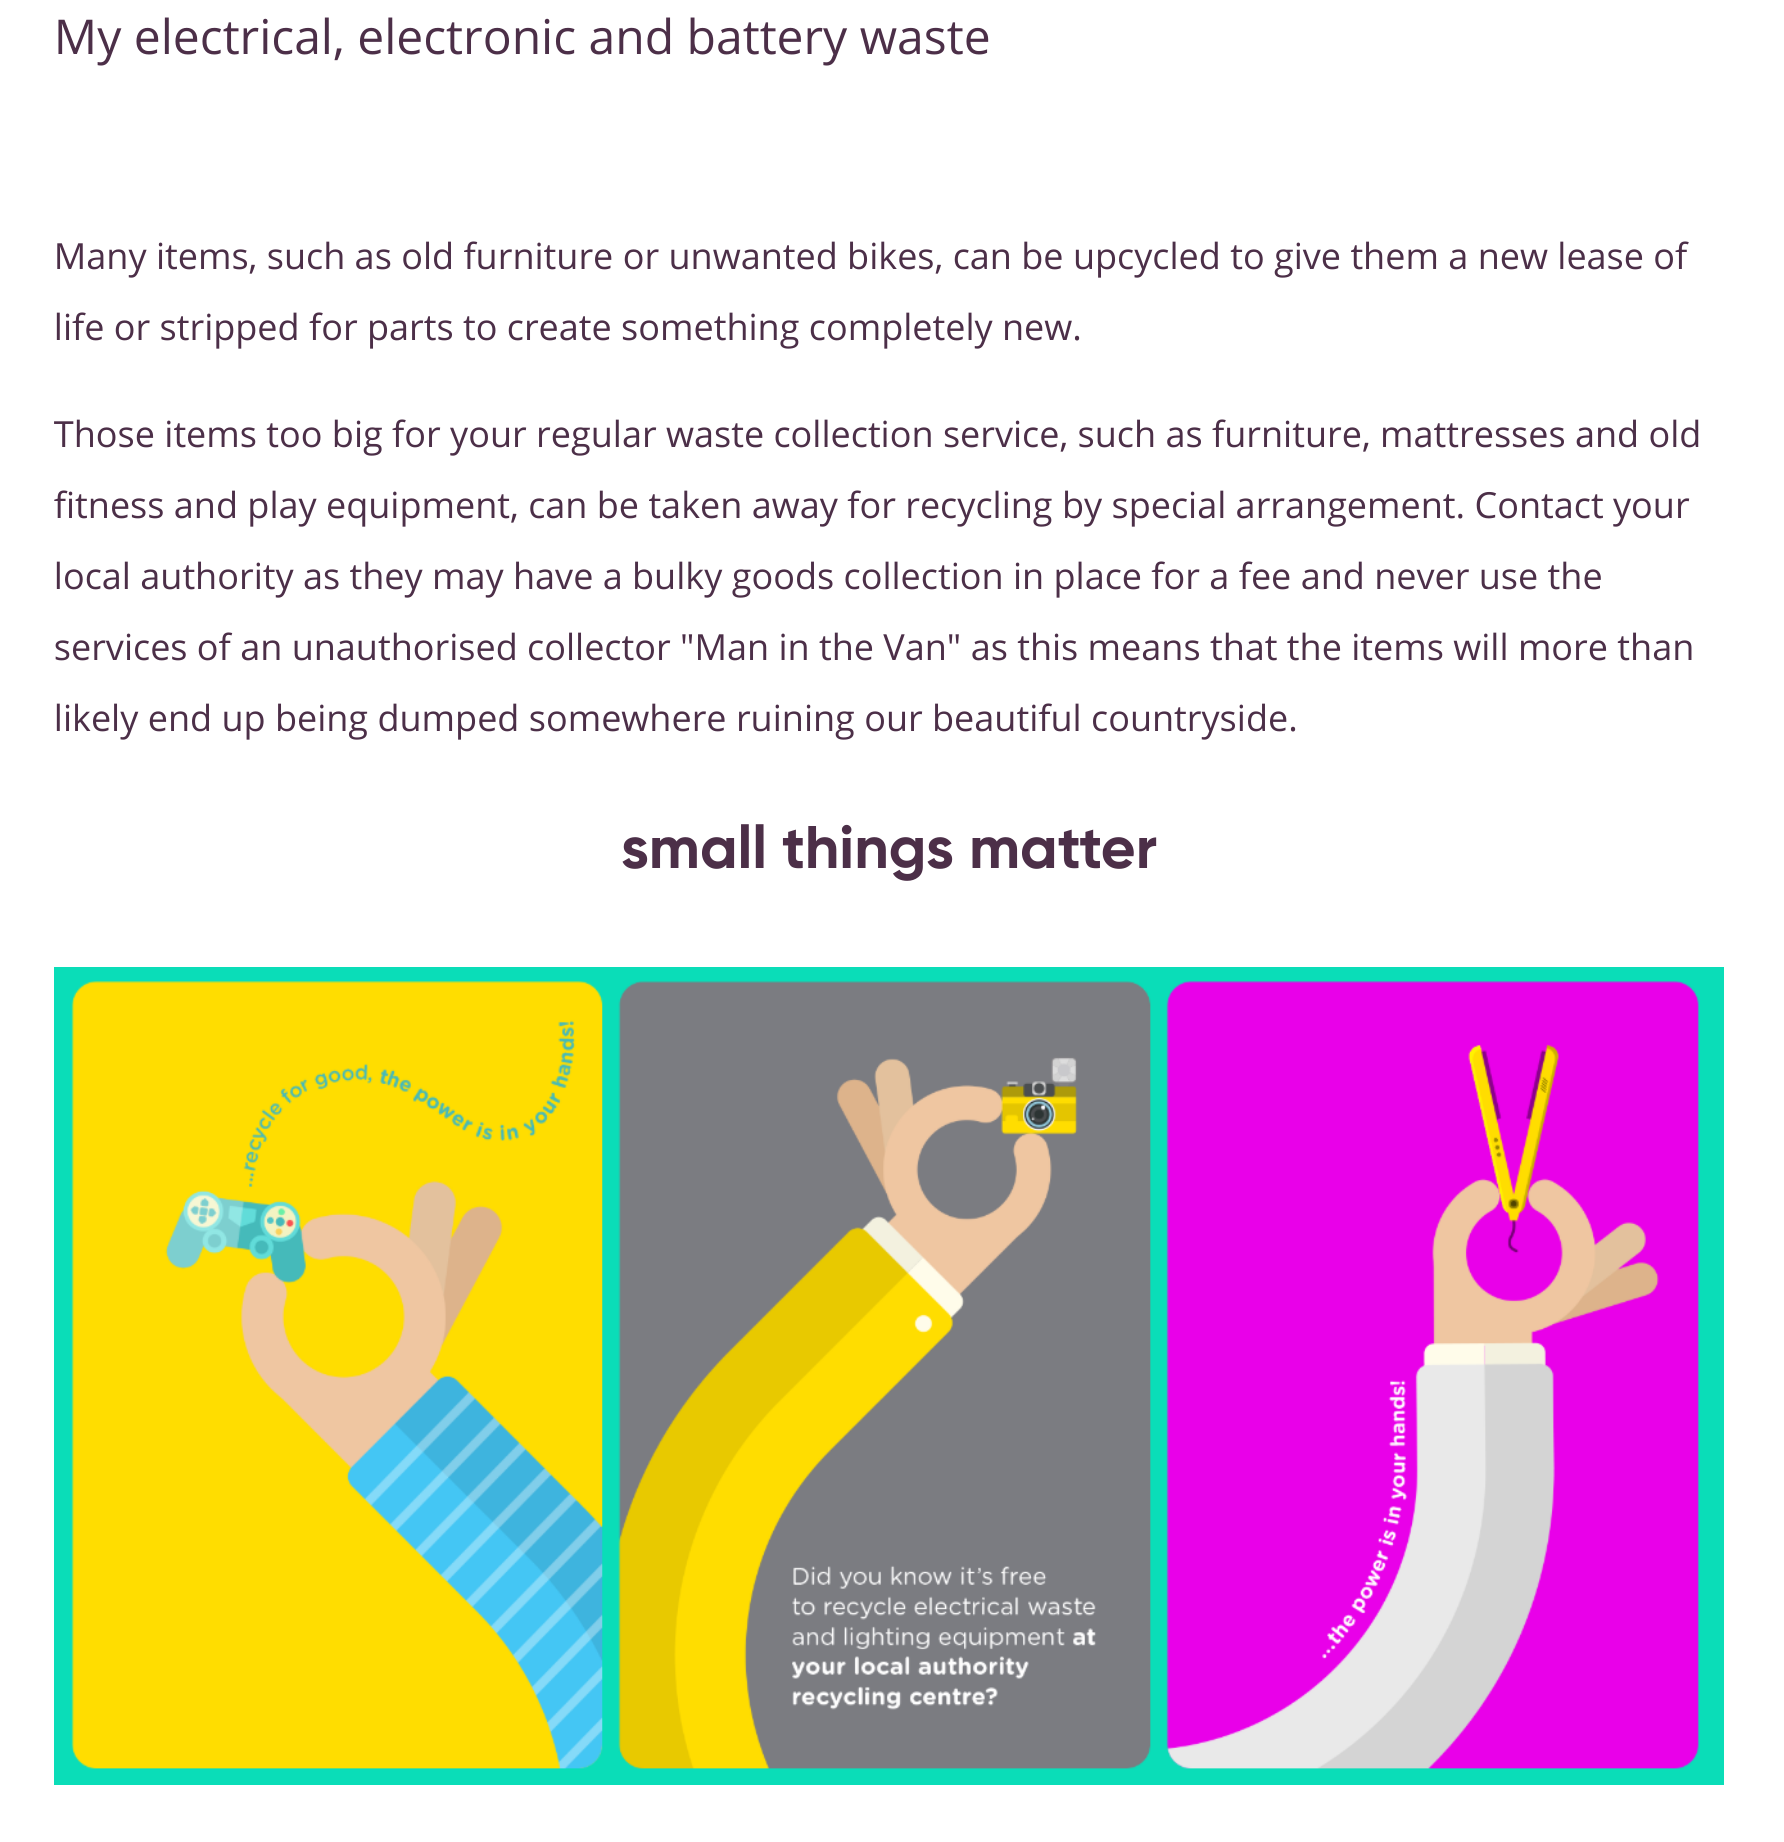 My electrical, electronic and battery waste
Many items, such as old furniture or unwanted bikes, can be upcycled to give them a new lease of
life or stripped for parts to create something completely new.
Those items too big for your regular waste collection service, such as furniture, mattresses and old
fitness and play equipment, can be taken away for recycling by special arrangement. Contact your
local authority as they may have a bulky goods collection in place for a fee and never use the
services of an unauthorised collector "Man in the Van" as this means that the items will more than
likely end up being dumped somewhere ruining our beautiful countryside.
small things matter
...recycle for good, the power is in your hands!
Did you know it's free
to recycle electrical waste
and lighting equipment at
your local authority
recycling centre?
...the power is in your hands!